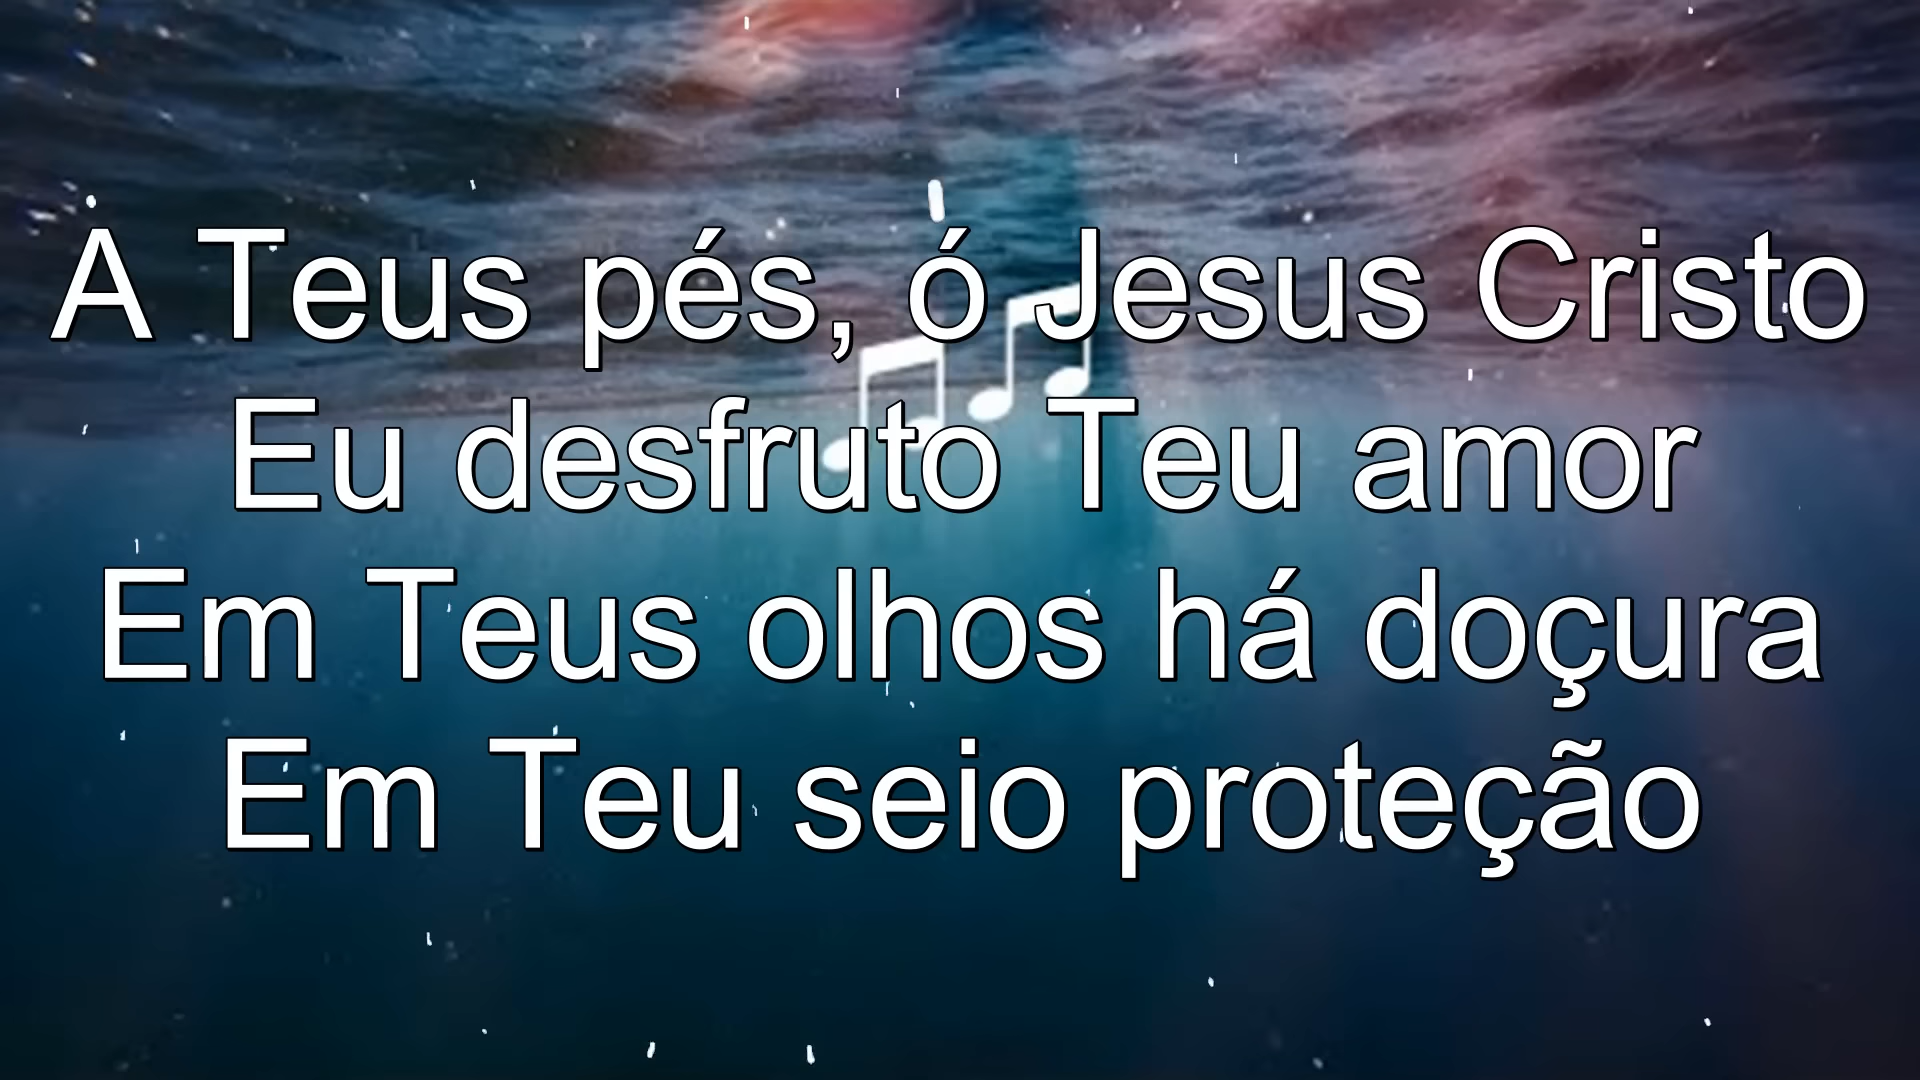 A Teus pés, ó Jesus Cristo
Eu desfruto Teu amor
Em Teus olhos há doçura
Em Teu seio proteção